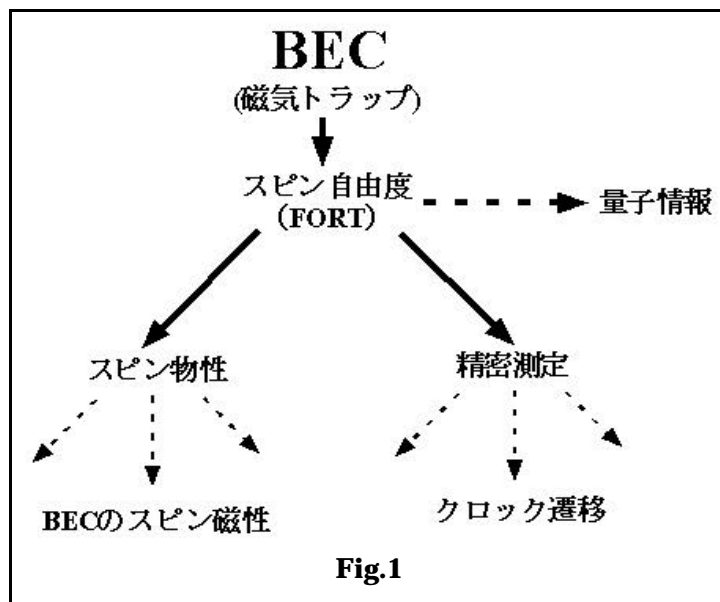 BEC
(磁気トラップ)
スピン自由度
(FORT)
量子情報
スピン物性
精密測定
BECのスピン磁性
クロック遷移
Fig.1